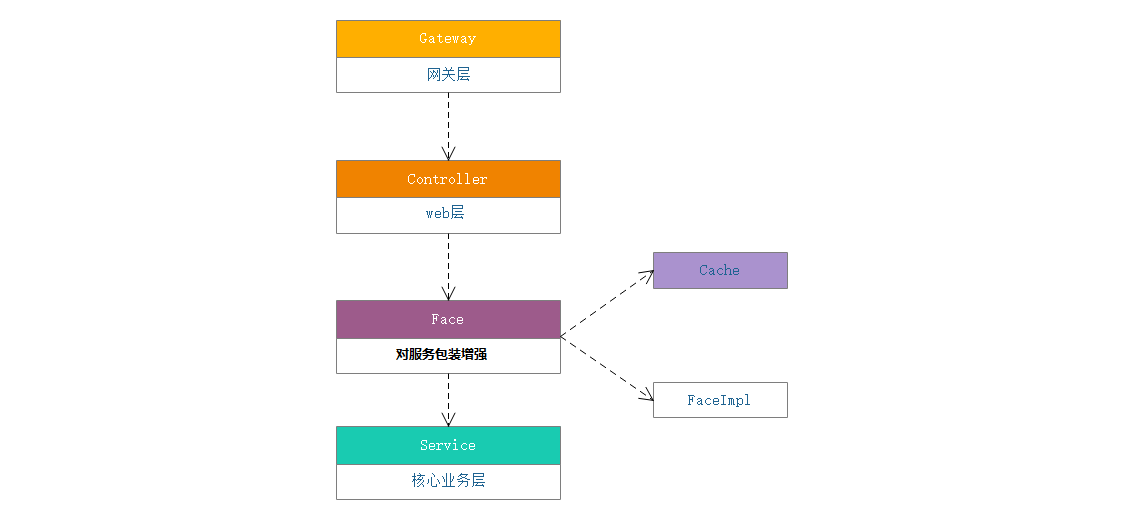 Gateway
网关层
Controller
web层
Face
对服务包装增强
Cache
FaceImpl
Service
核心业务层